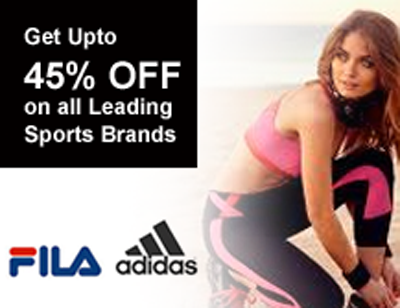 Get Upto
45% OFF
on all Leading
Sports Brands
FILA
adidas